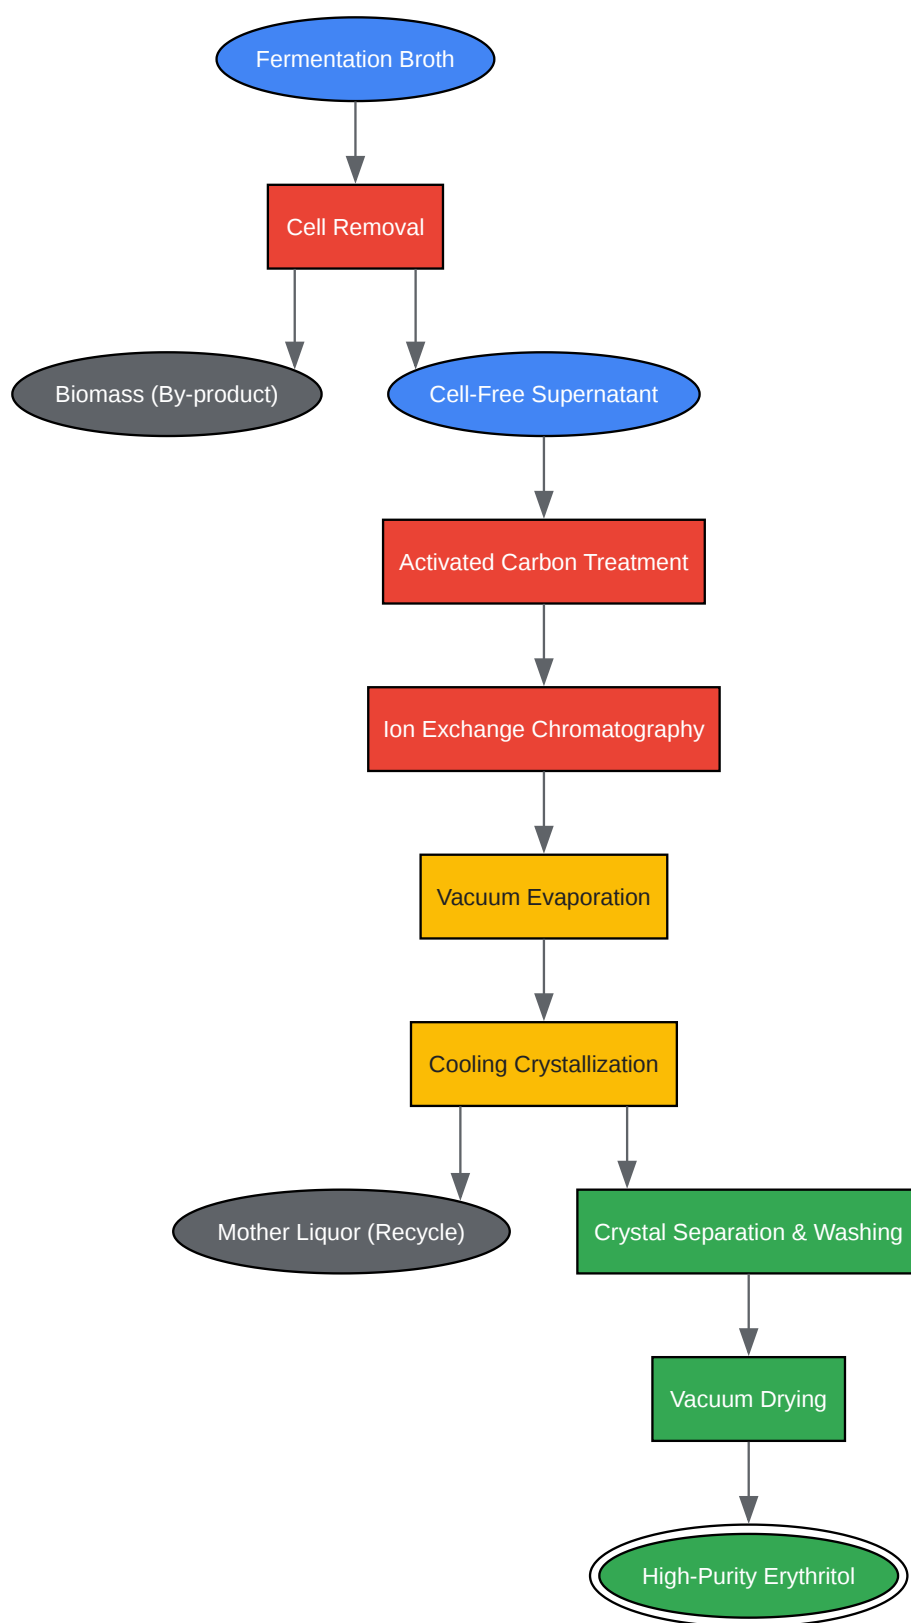 Fermentation Broth
Cell Removal
Biomass (By-product)
Cell-Free Supernatant
Activated Carbon Treatment
Ion Exchange Chromatography
Vacuum Evaporation
Cooling Crystallization
Mother Liquor (Recycle)
Crystal Separation & Washing
Vacuum Drying
High-Purity Erythritol